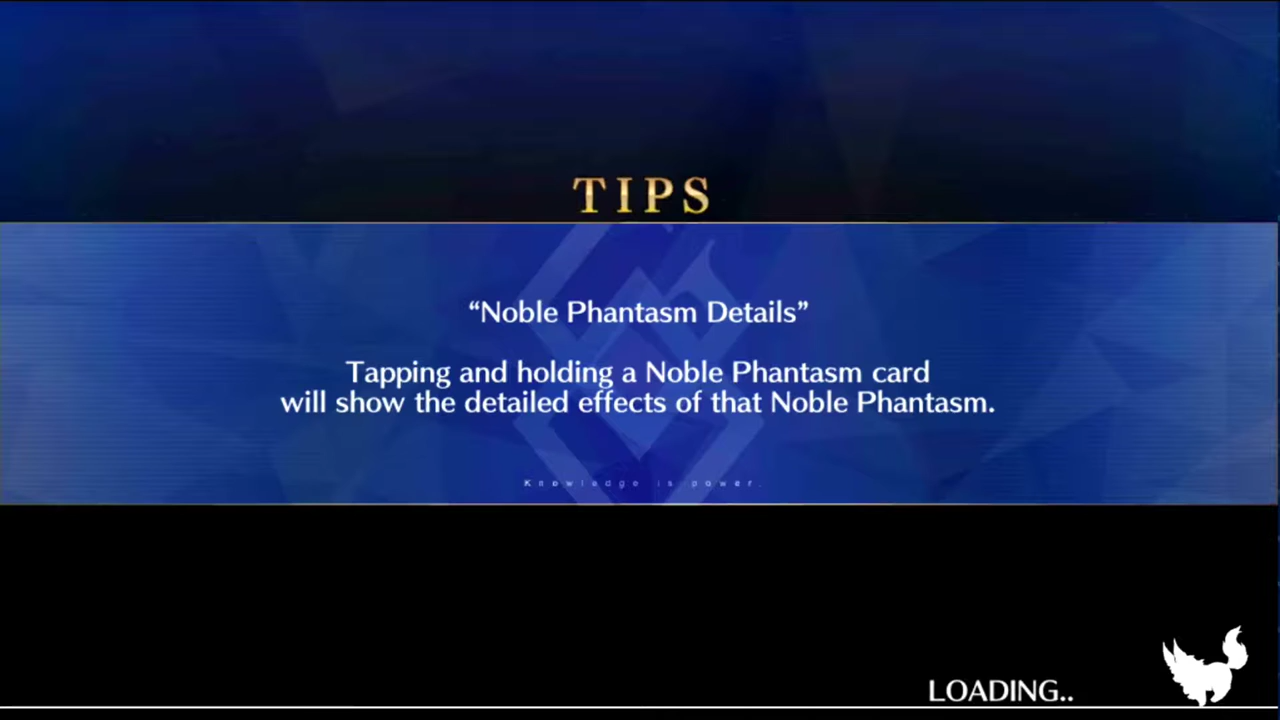 TIPS
“Noble Phantasm Details”
Tapping and holding a Noble Phantasm card
will show the detailed effects of that Noble Phantasm.
Knowledge is power.
LOADING..